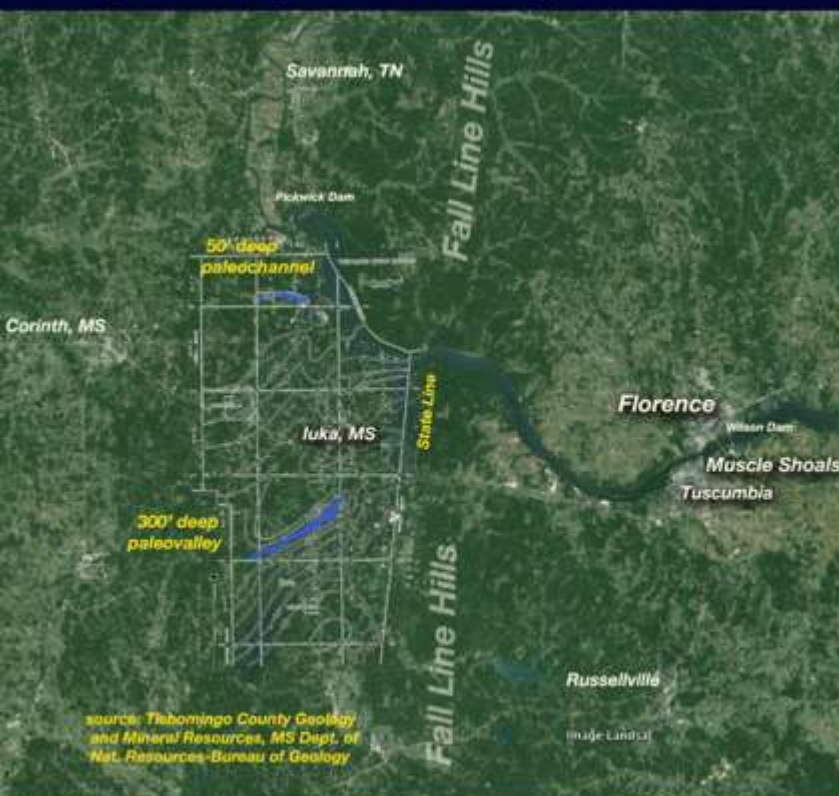 Savannah, TN
Fall Line Hills
Pickwick Dam
50' deep
paleochannel
Corinth, MS
State Line
Florence
Iuka, MS
Wilson Dam
Muscle Shoals
Tuscumbia
300' deep
paleovalley
Fall Line Hills
Russellville
source: Tishomingo County Geology
and Mineral Resources, MS Dept. of
Nat. Resources-Bureau of Geology
Image Landsat